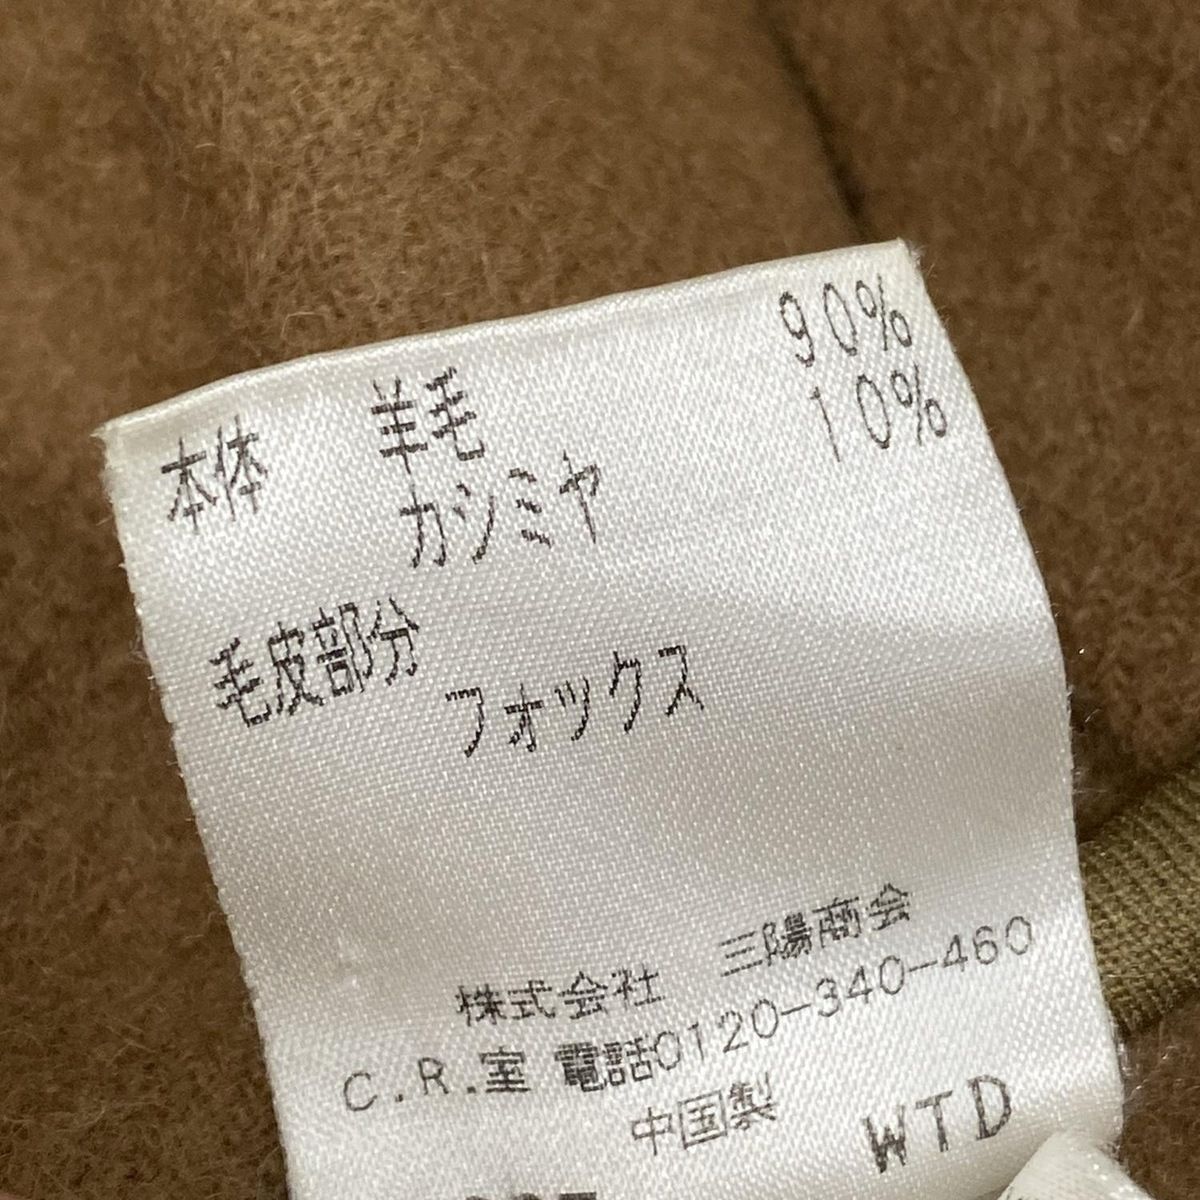 本体 羊毛 90%
カシミヤ 10%
毛皮部分
フォックス
株式会社 三陽商会
C.R.室 電話0120-340-460
中国製 WTD